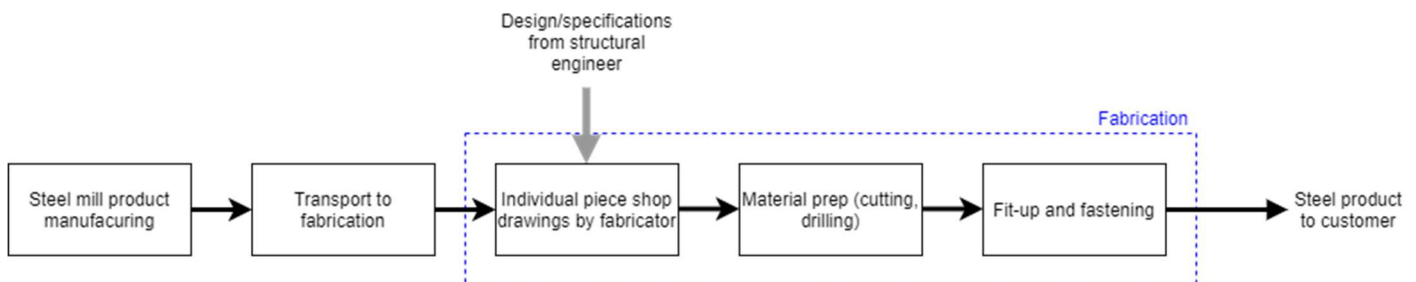 Design/specifications
from structural
engineer
Fabrication
Steel mill product
manufacuring
Transport to
fabrication
Individual piece shop
drawings by fabricator
Material prep (cutting,
drilling)
Fit-up and fastening
Steel product
to customer